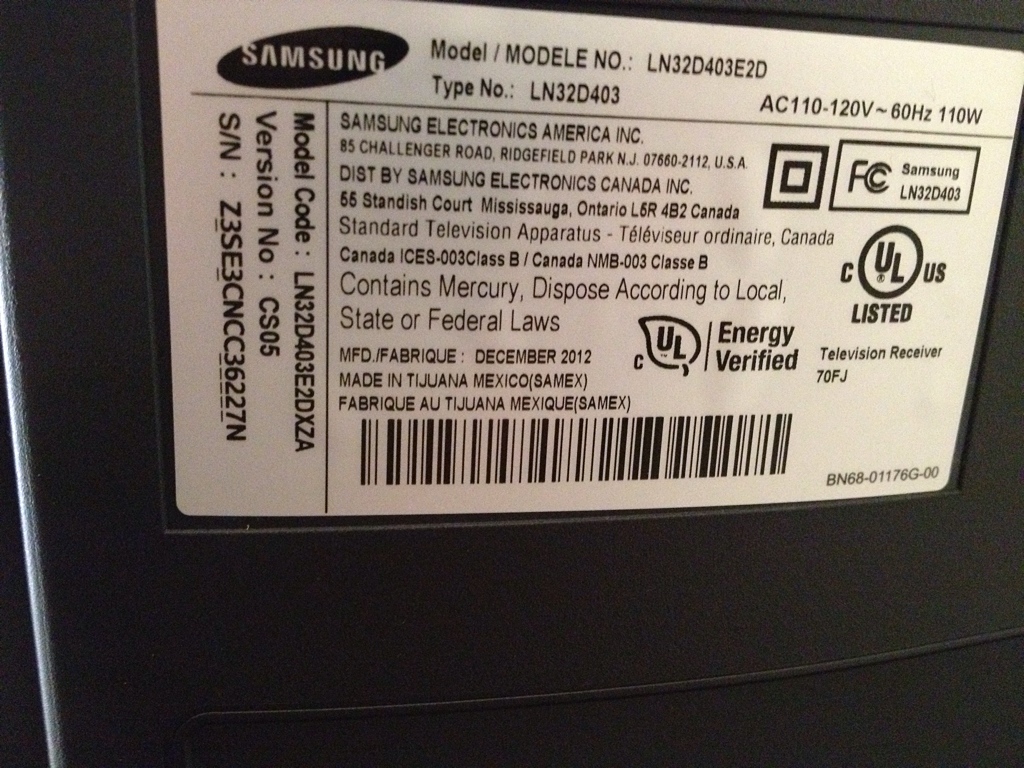 SAMSUNG
Model / MODELE NO.: LN32D403E2D
Type No.: LN32D403
AC110-120V~60Hz 110W
Model Code : LN32D403E2DXZA
Version No : CS05
S/N : Z3SE3CNCC36227N
SAMSUNG ELECTRONICS AMERICA INC.
85 CHALLENGER ROAD, RIDGEFIELD PARK N.J. 07660-2112, U.S.A.
DIST BY SAMSUNG ELECTRONICS CANADA INC.
55 Standish Court Mississauga, Ontario L5R 4B2 Canada
Standard Television Apparatus - Téléviseur ordinaire, Canada
Canada ICES-003Class B / Canada NMB-003 Classe B
Contains Mercury, Dispose According to Local,
State or Federal Laws
MFD./FABRIQUE : DECEMBER 2012
MADE IN TIJUANA MEXICO(SAMEX)
FABRIQUE AU TIJUANA MEXIQUE(SAMEX)
FC
Samsung
LN32D403
C UL ® US
LISTED
C UL ™
Energy
Verified
Television Receiver
70FJ
BN68-01176G-00